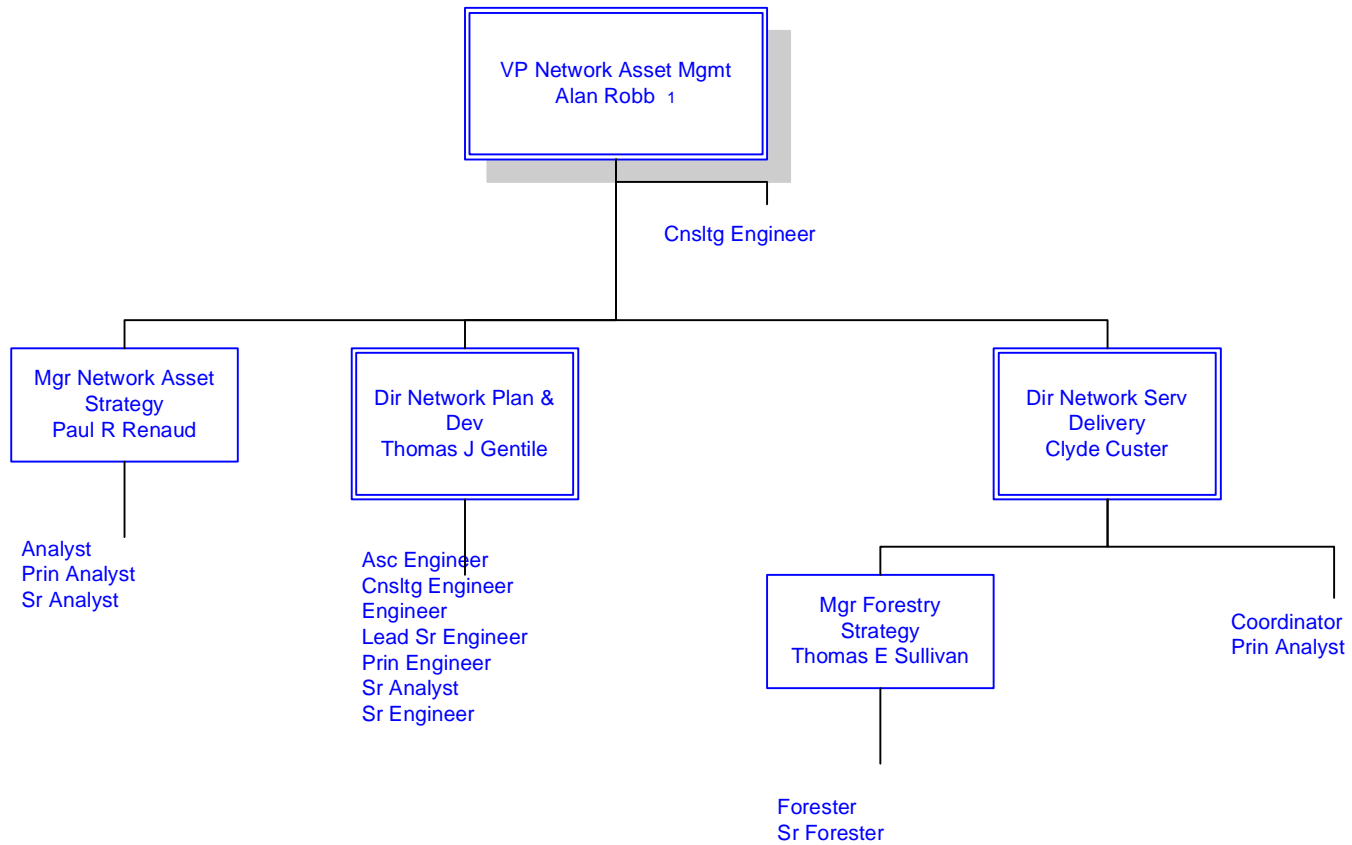 VP Network Asset Mgmt
Alan Robb 1
Cnsltg Engineer
Mgr Network Asset
Strategy
Paul R Renaud
Dir Network Plan &
Dev
Thomas J Gentile
Dir Network Serv
Delivery
Clyde Custer
Analyst
Prin Analyst
Sr Analyst
Asc Engineer
Cnsltg Engineer
Engineer
Lead Sr Engineer
Prin Engineer
Sr Analyst
Sr Engineer
Mgr Forestry
Strategy
Thomas E Sullivan
Coordinator
Prin Analyst
Forester
Sr Forester